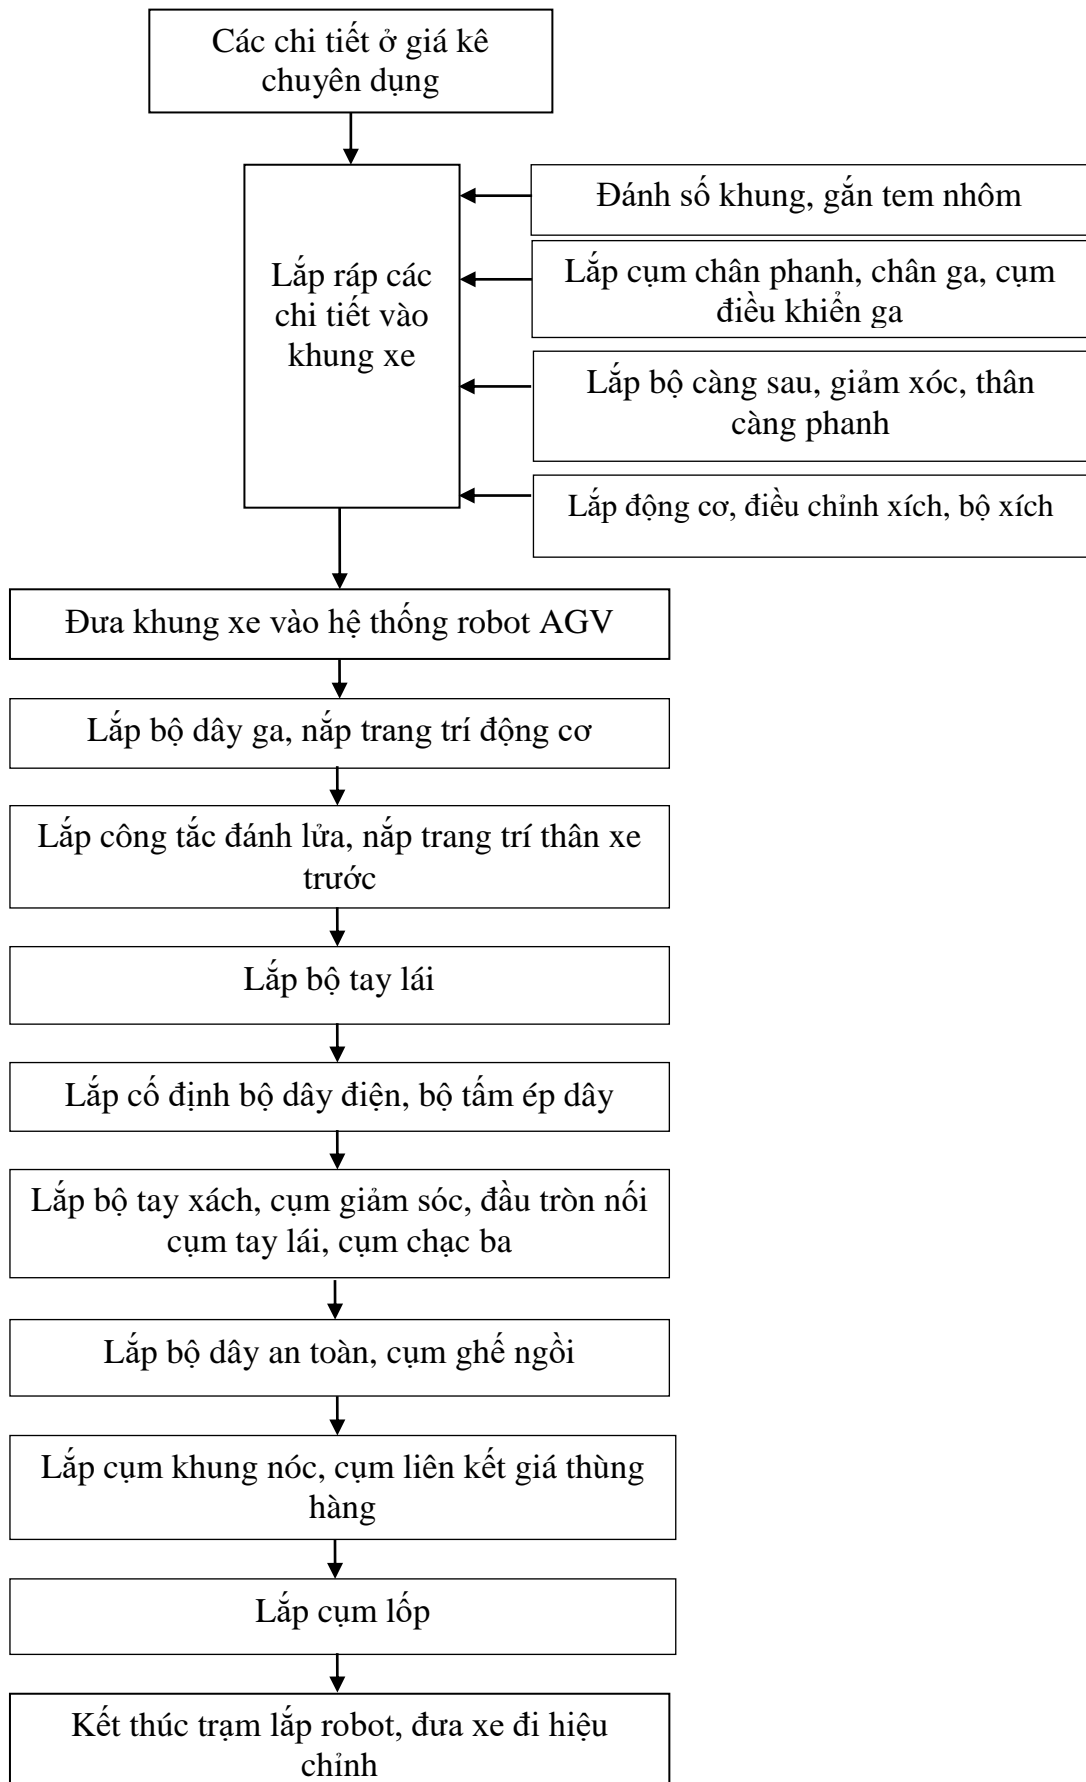 Các chi tiết ở giá kê
chuyên dụng
Đánh số khung, gắn tem nhôm
Lắp ráp các
chi tiết vào
khung xe
Lắp cụm chân phanh, chân ga, cụm
điều khiển ga
Lắp bộ càng sau, giảm xóc, thân
càng phanh
Lắp động cơ, điều chỉnh xích, bộ xích
Đưa khung xe vào hệ thống robot AGV
Lắp bộ dây ga, nắp trang trí động cơ
Lắp công tắc đánh lửa, nắp trang trí thân xe
trước
Lắp bộ tay lái
Lắp cố định bộ dây điện, bộ tấm ép dây
Lắp bộ tay xách, cụm giảm sóc, đầu tròn nối
cụm tay lái, cụm chạc ba
Lắp bộ dây an toàn, cụm ghế ngồi
Lắp cụm khung nóc, cụm liên kết giá thùng
hàng
Lắp cụm lốp
Kết thúc trạm lắp robot, đưa xe đi hiệu
chỉnh